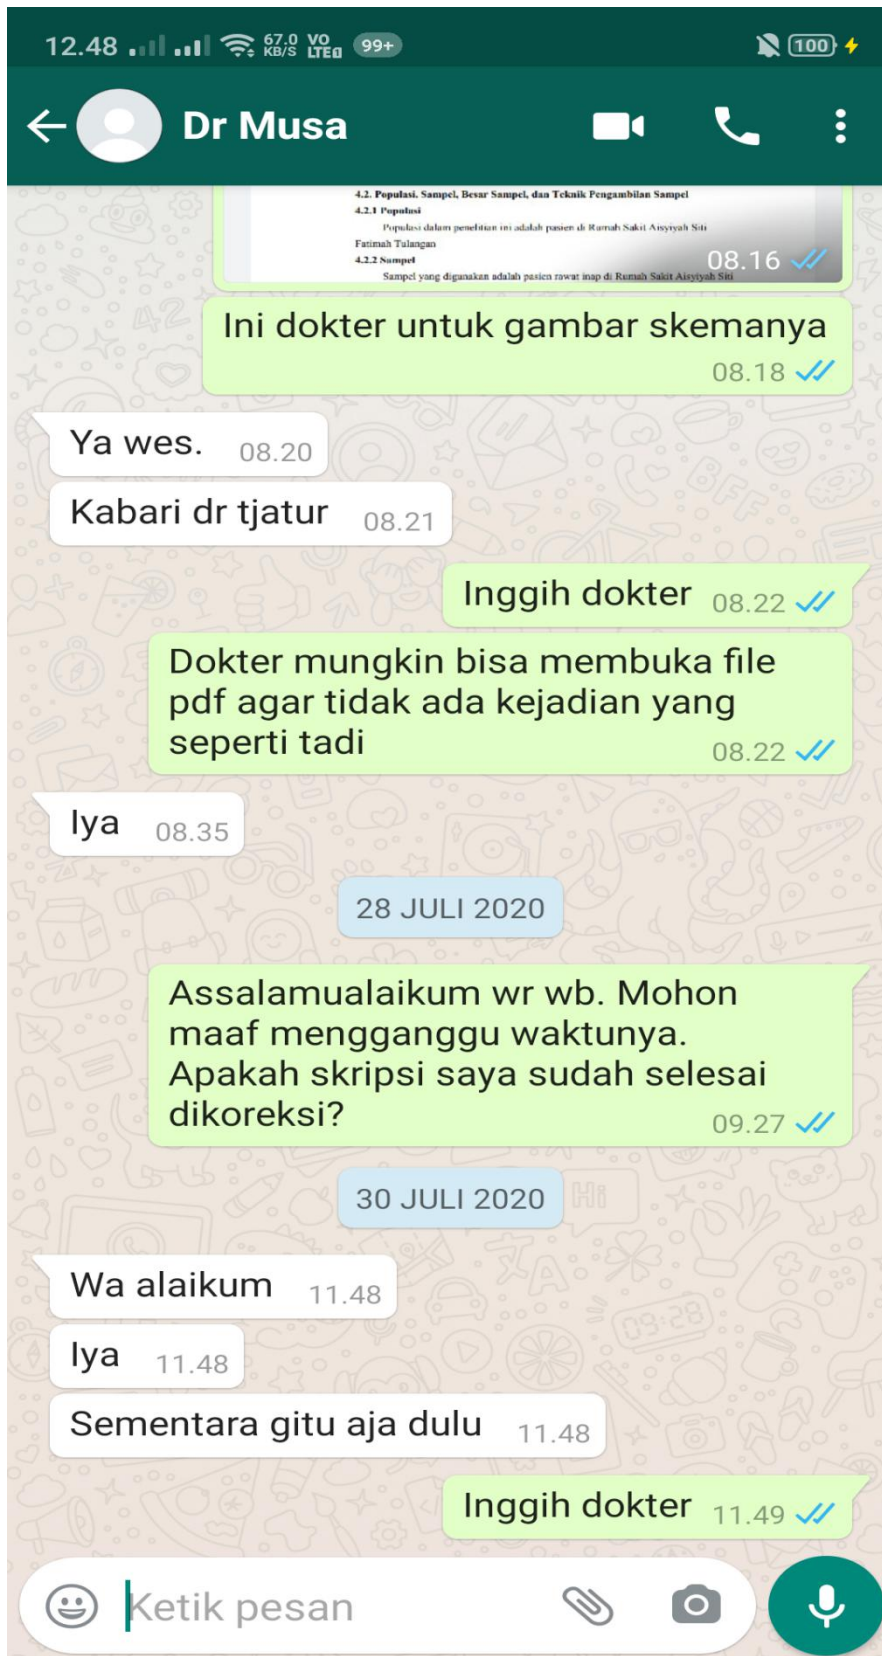 12.48 67.0 KB/S VO LTE 99+ 100
Dr Musa
4.2. Populasi, Sampel, Besar Sampel, dan Teknik Pengambilan Sampel
4.2.1 Populasi
Populasi dalam penelitian ini adalah pasien di Rumah Sakit Aisyiyah Siti
Fatimah Tulangan
4.2.2 Sampel
Sampel yang digunakan adalah pasien rawat inap di Rumah Sakit Aisyiyah Siti
08.16
Ini dokter untuk gambar skemanya
08.18
Ya wes. 08.20
Kabari dr tjatur 08.21
Inggih dokter 08.22
Dokter mungkin bisa membuka file
pdf agar tidak ada kejadian yang
seperti tadi 08.22
Iya 08.35
28 JULI 2020
Assalamualaikum wr wb. Mohon
maaf mengganggu waktunya.
Apakah skripsi saya sudah selesai
dikoreksi? 09.27
30 JULI 2020
Wa alaikum 11.48
Iya 11.48
Sementara gitu aja dulu 11.48
Inggih dokter 11.49
Ketik pesan